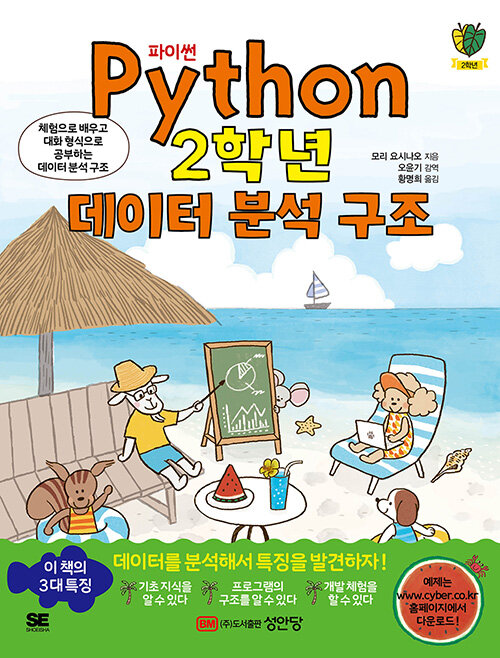 파이썬
Python
2학년
데이터 분석 구조
2학년
체험으로 배우고
대화 형식으로
공부하는
데이터 분석 구조
모리 요시나오 지음
오윤기 감역
황명희 옮김
이 책의
3대 특징
데이터를 분석해서 특징을 발견하자!
기초 지식을
알 수 있다
프로그램의
구조를 알 수 있다
개발 체험을
할 수 있다
예제는
www.cyber.co.kr
홈페이지에서
다운로드!
SE
SHOEISHA
BM (주)도서출판 성안당